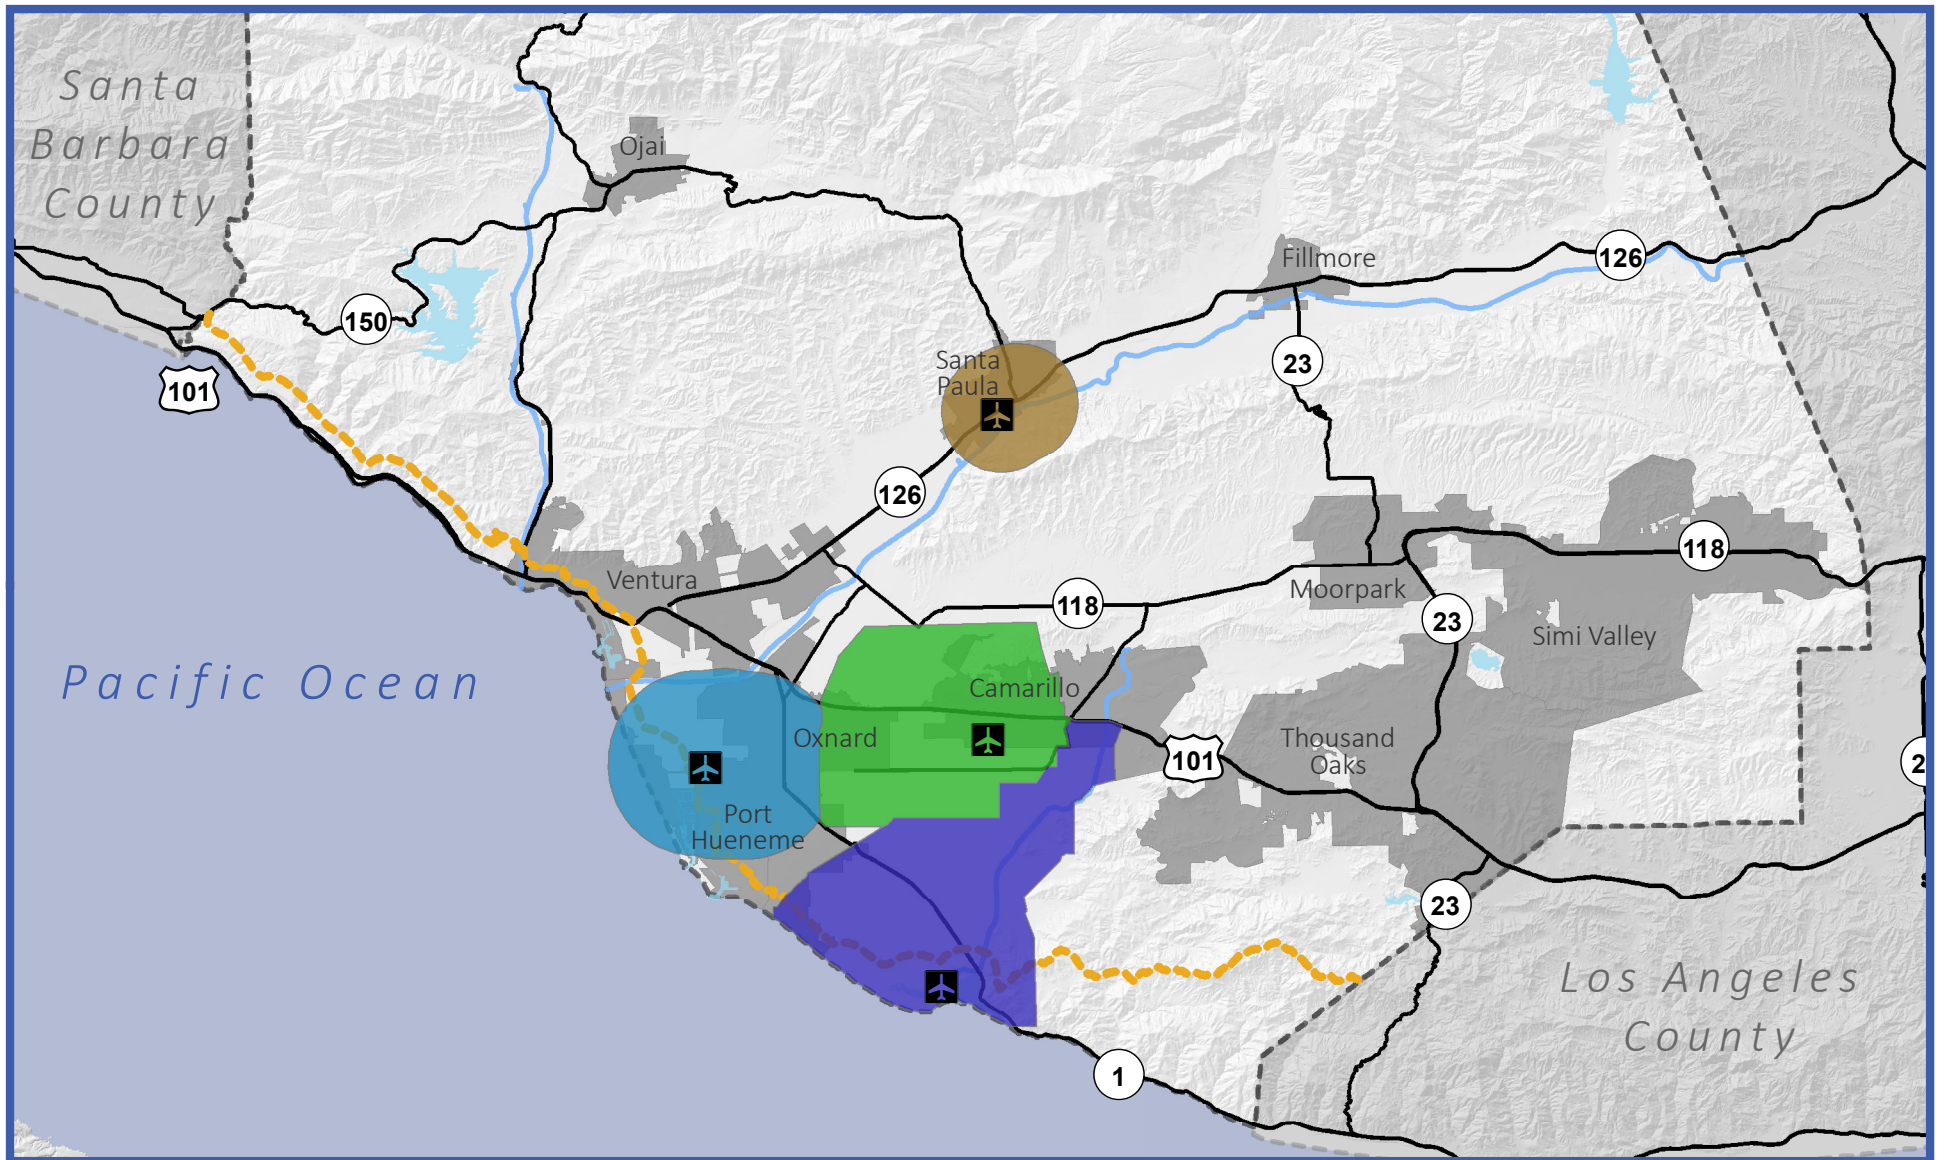 Santa
Barbara
County
Ojai
Fillmore
126
150
Santa
Paula
23
101
126
118
Ventura
118
Moorpark
23
Simi Valley
Pacific Ocean
Camarillo
Oxnard
Thousand
Oaks
101
2
Port
Hueneme
23
Los Angeles
County
1